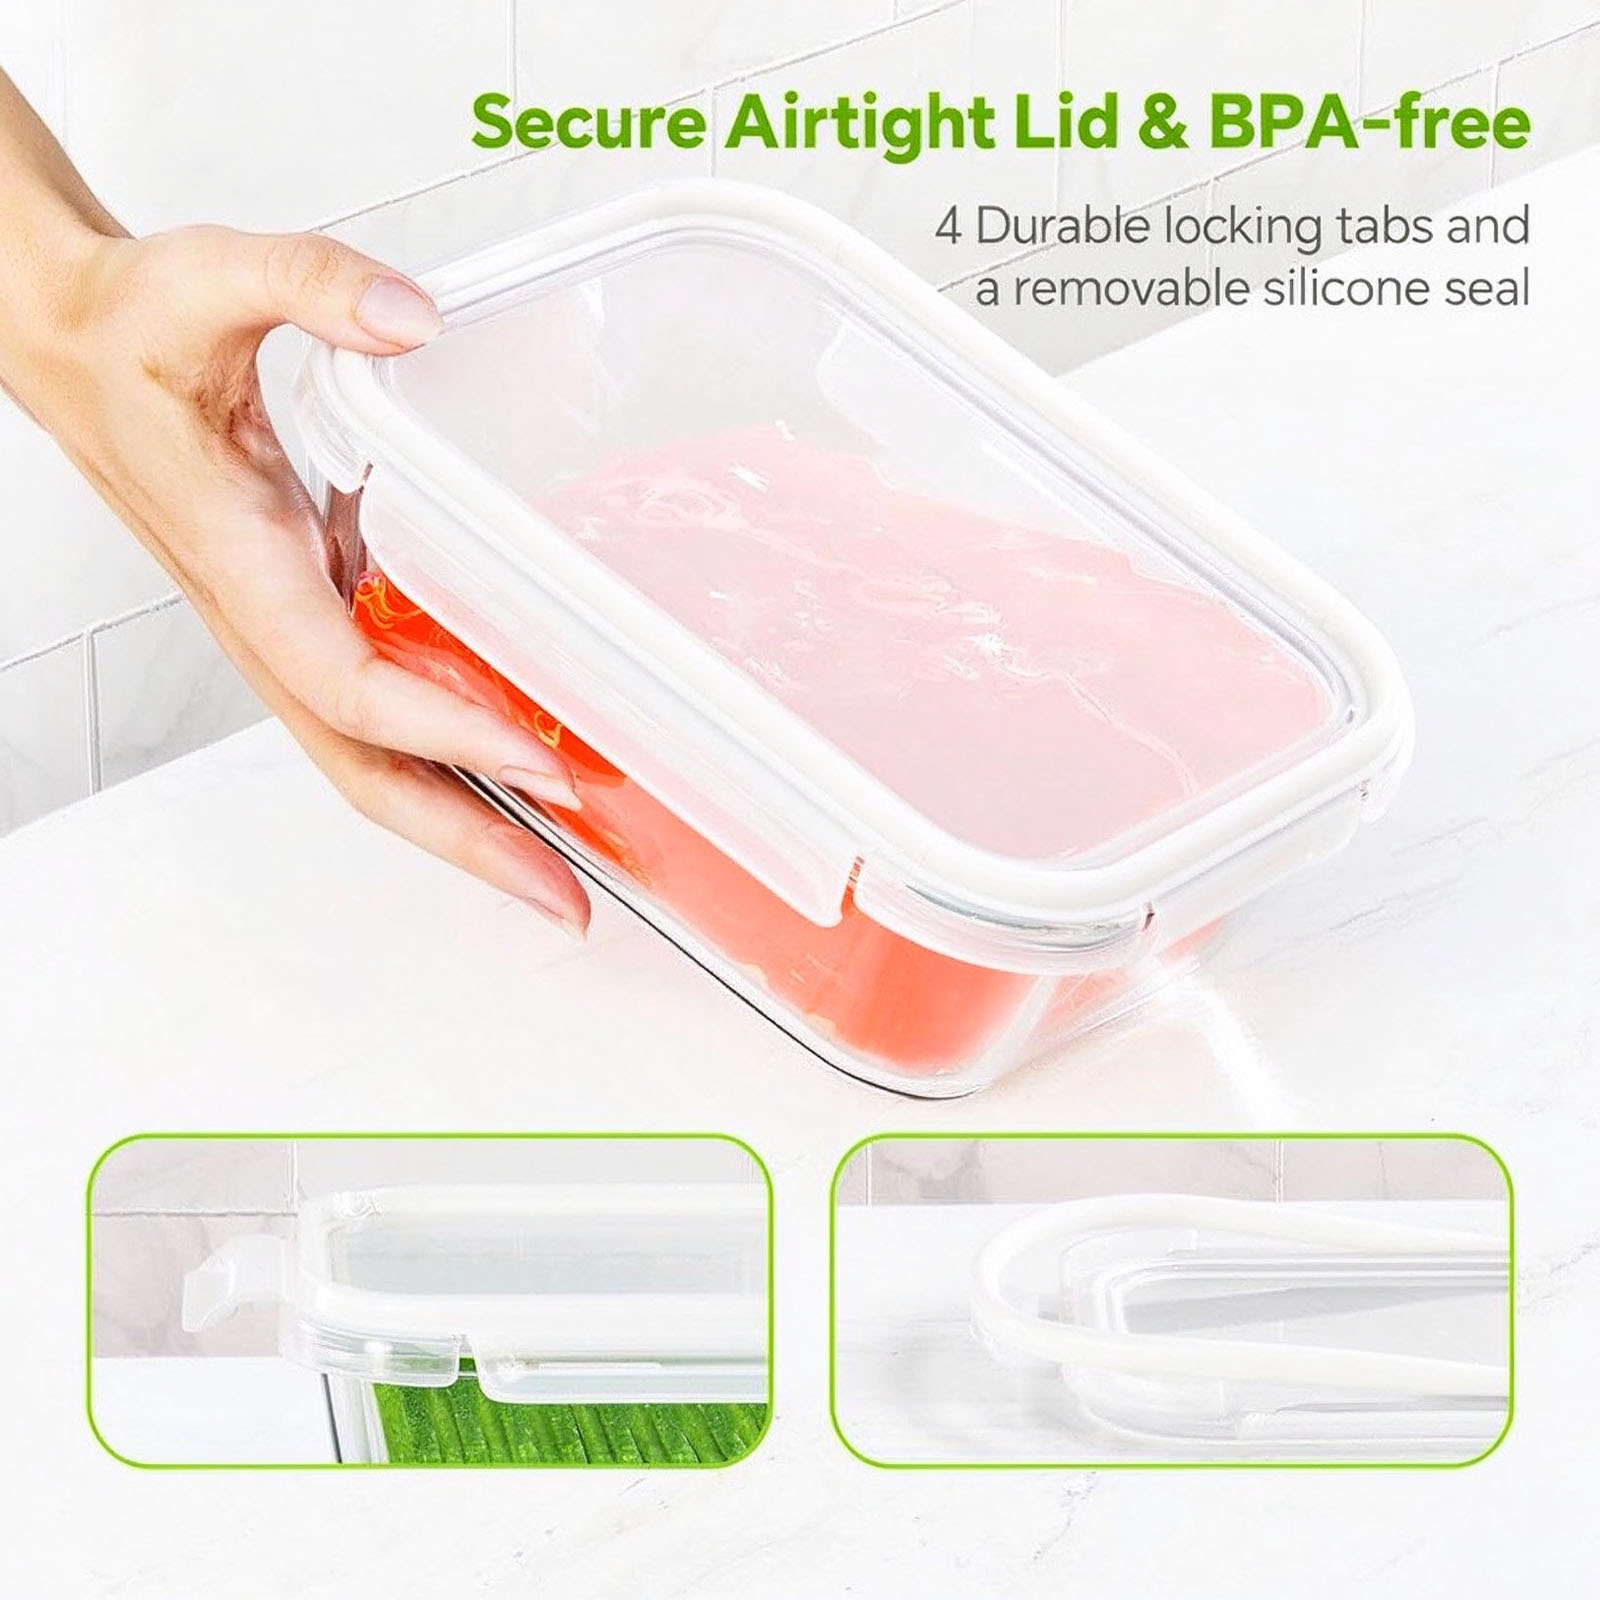 Secure Airtight Lid & BPA-free
4 Durable locking tabs and
a removable silicone seal